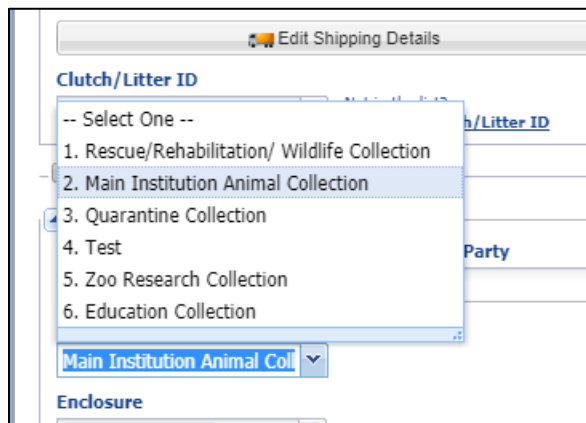 Edit Shipping Details
Clutch/Litter ID
h/Litter ID
-- Select One --
1. Rescue/Rehabilitation/ Wildlife Collection
2. Main Institution Animal Collection
3. Quarantine Collection
4. Test
Party
5. Zoo Research Collection
6. Education Collection
Main Institution Animal Coll
Enclosure